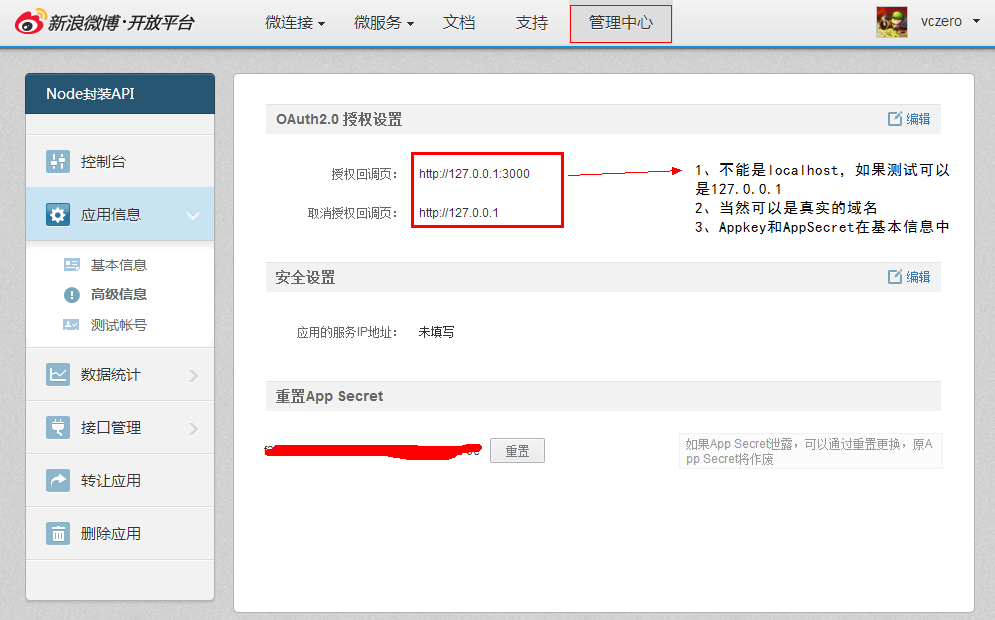 新浪微博·开放平台
微连接 微服务 文档 支持 管理中心 vczero
Node封装API
控制台
应用信息
基本信息
高级信息
测试帐号
数据统计
接口管理
转让应用
删除应用
OAuth2.0 授权设置 编辑
授权回调页： http://127.0.0.1:3000
取消授权回调页： http://127.0.0.1
1、不能是localhost，如果测试可以
是127.0.0.1
2、当然可以是真实的域名
3、Appkey和AppSecret在基本信息中
安全设置 编辑
应用的服务IP地址： 未填写
重置App Secret
重置
如果App Secret泄露，可以通过重置更换，原A
pp Secret将作废